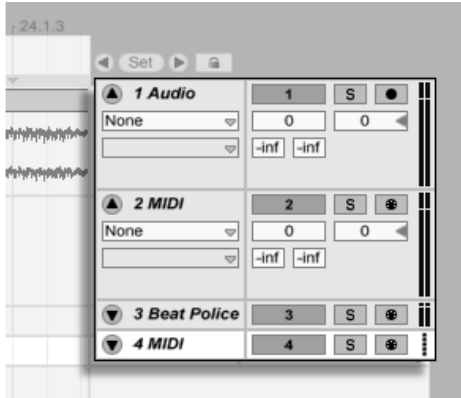 24.1.3
Set
1 Audio 1 S
None 0 0
-inf -inf
2 MIDI 2 S
None 0 0
-inf -inf
3 Beat Police 3 S
4 MIDI 4 S